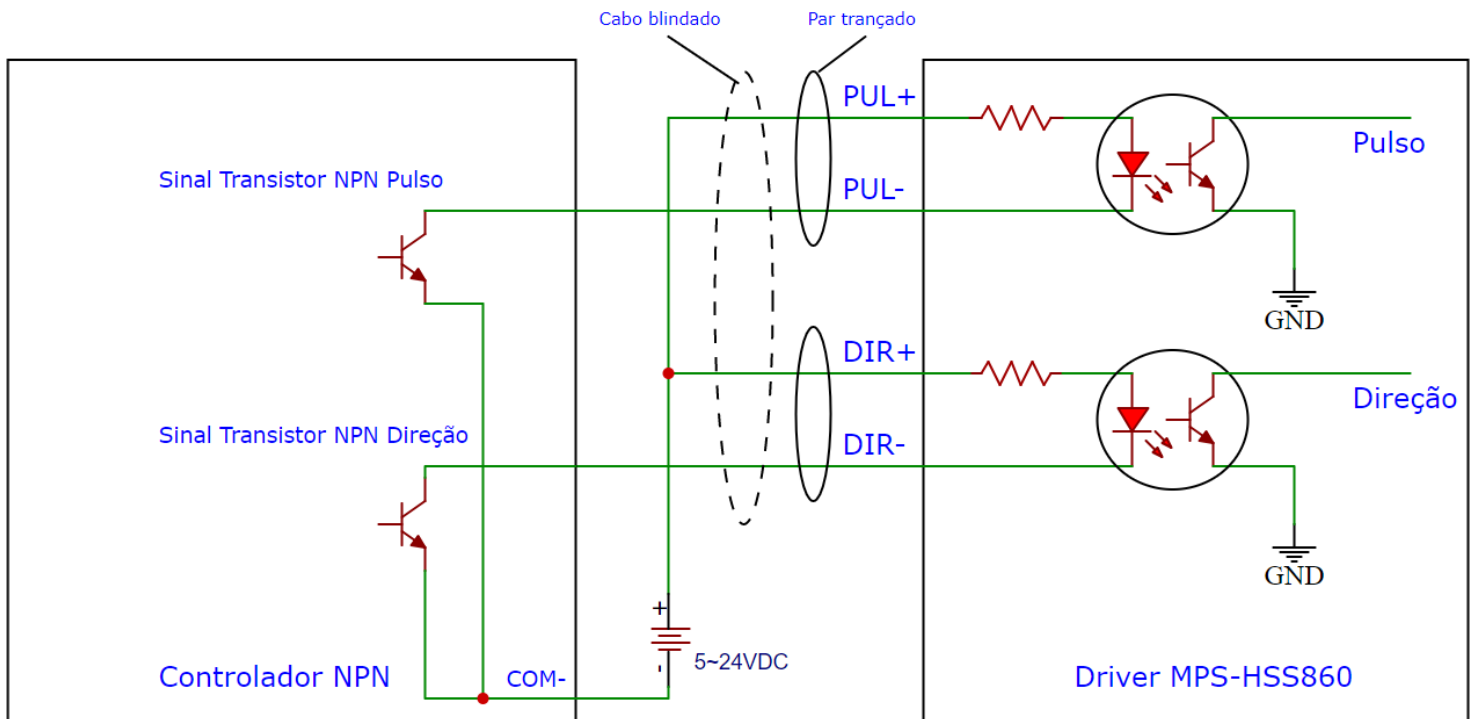 Cabo blindado
Par trançado
PUL+
Pulso
Sinal Transistor NPN Pulso
PUL-
GND
DIR+
Direção
Sinal Transistor NPN Direção
DIR-
GND
+
5~24VDC
-
Controlador NPN
COM-
Driver MPS-HSS860